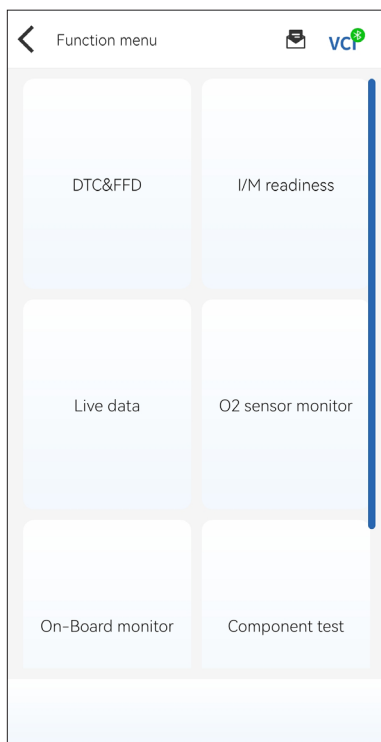 Function menu
VCI
DTC&FFD
I/M readiness
Live data
O2 sensor monitor
On-Board monitor
Component test